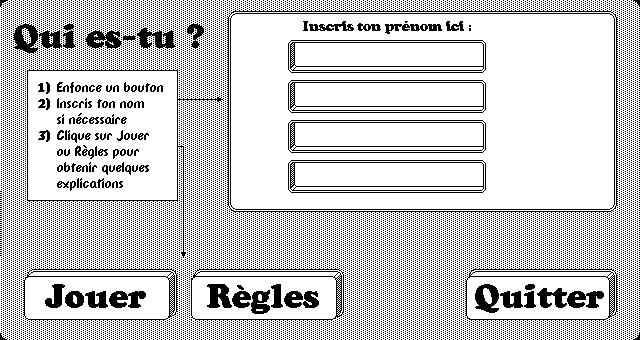 Qui es-tu ?
Inscris ton prénom ici :
1) Enfonce un bouton
2) Inscris ton nom
si nécessaire
3) Clique sur Jouer
ou Règles pour
obtenir quelques
explications
Jouer
Règles
Quitter